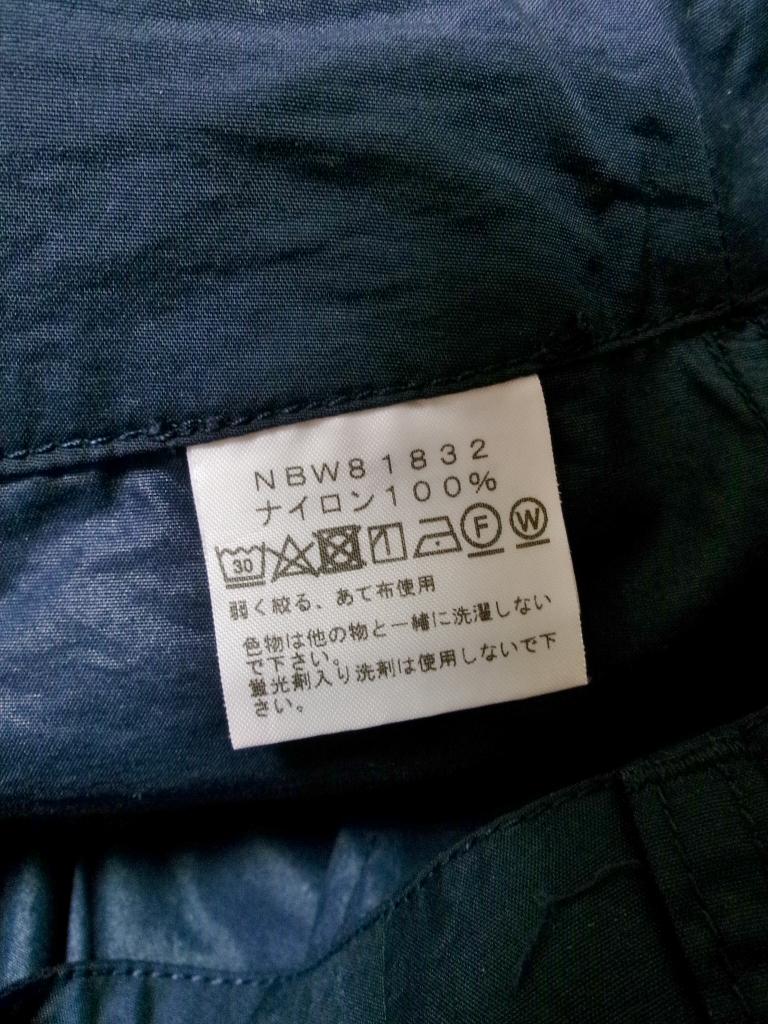 NBW81832
ナイロン100%
30 F W
弱く絞る、あて布使用
色物は他の物と一緒に洗濯しない
で下さい。
蛍光剤入り洗剤は使用しないで下
さい。